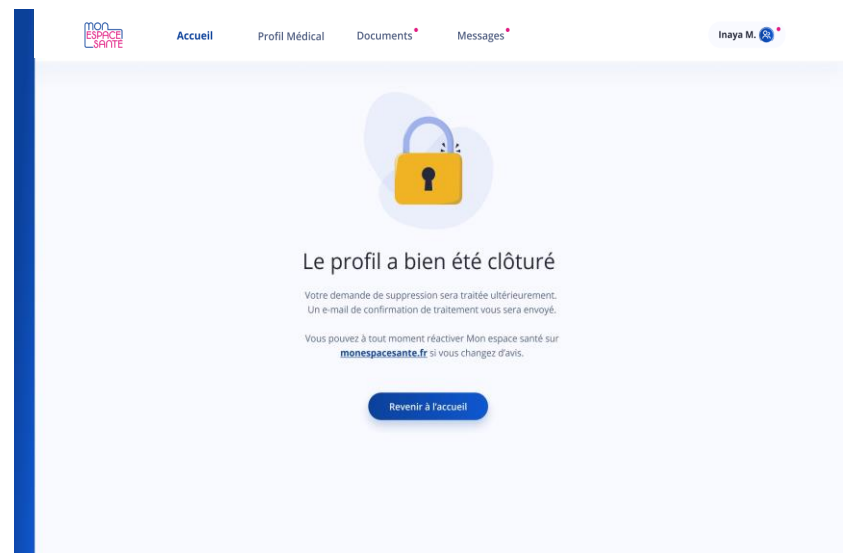 mon
ESPACE
SANTE
Accueil
Profil Médical
Documents
Messages
Inaya M.
Le profil a bien été clôturé
Votre demande de suppression sera traitée ultérieurement.
Un e-mail de confirmation de traitement vous sera envoyé.
Vous pouvez à tout moment réactiver Mon espace santé sur
monespacesante.fr si vous changez d'avis.
Revenir à l'accueil